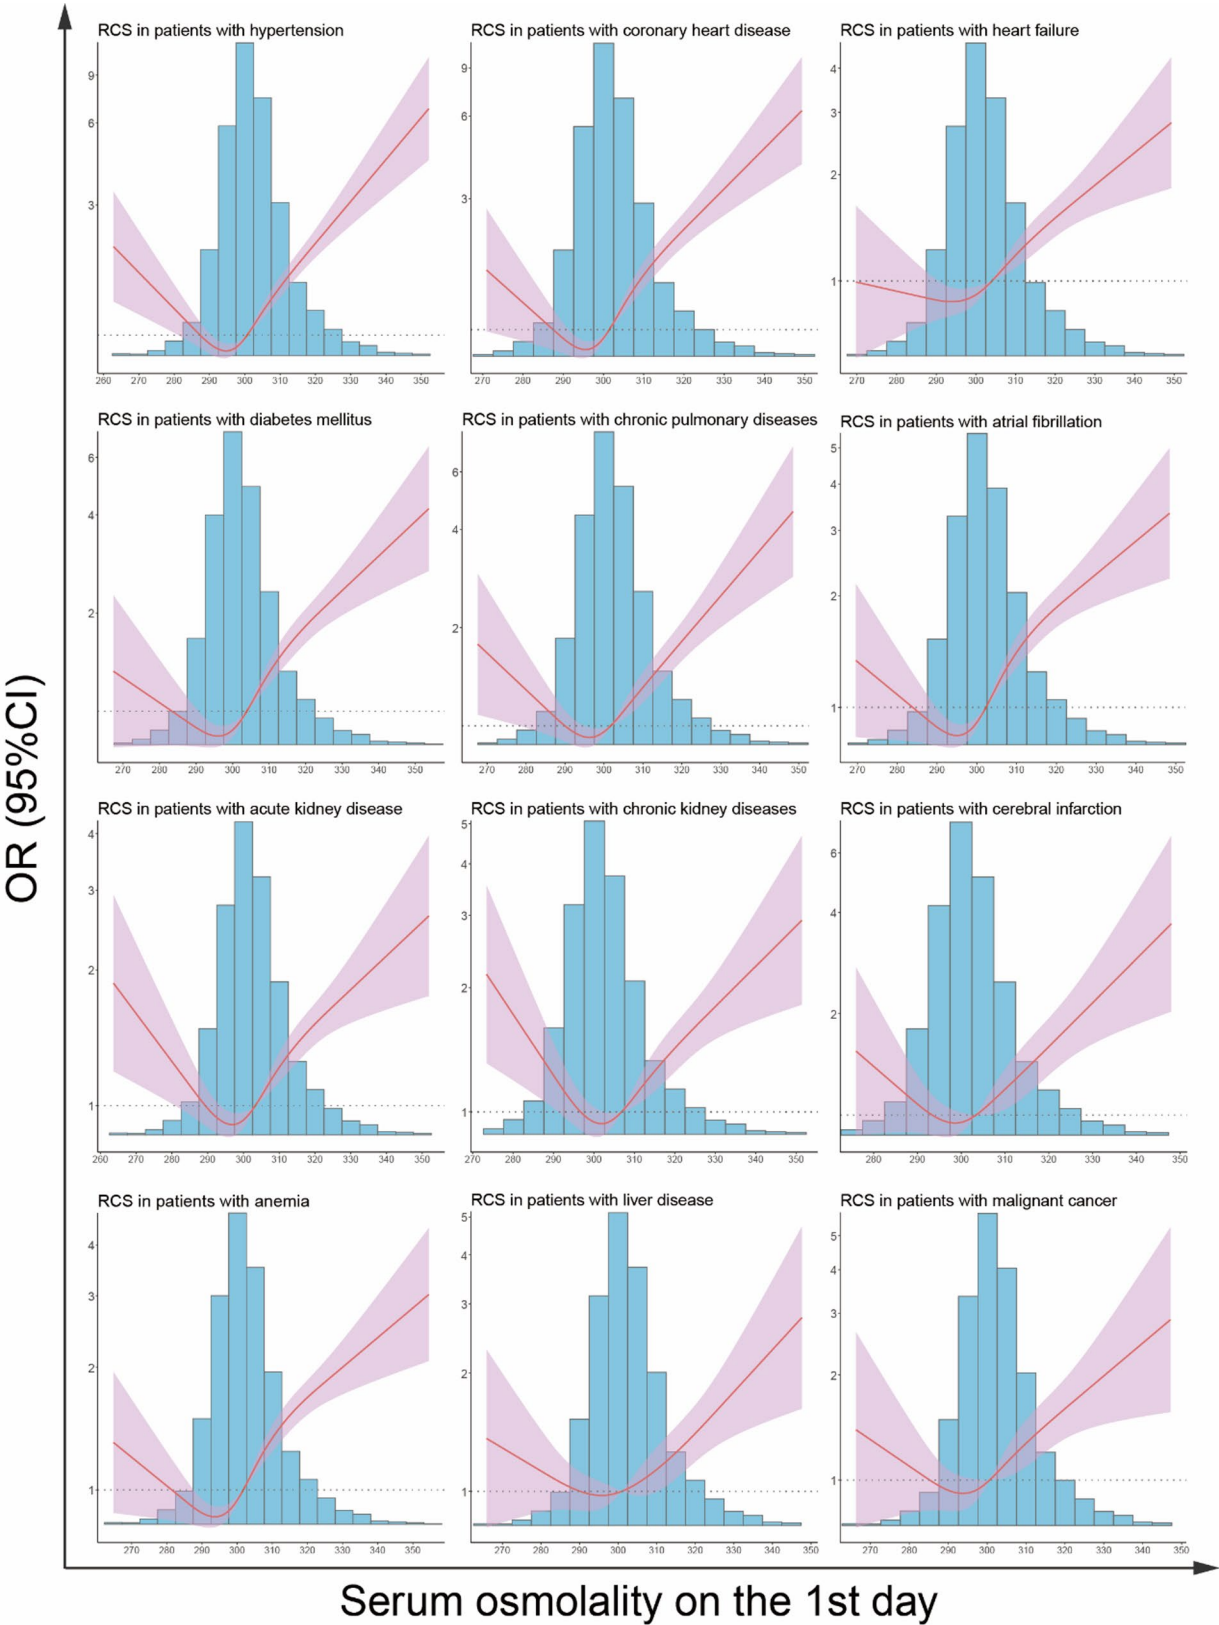 OR (95%CI)
RCS in patients with hypertension
9
6
3
260 270 280 290 300 310 320 330 340 350
RCS in patients with coronary heart disease
9
6
3
270 280 290 300 310 320 330 340 350
RCS in patients with heart failure
4
3
2
1
270 280 290 300 310 320 330 340 350
RCS in patients with diabetes mellitus
6
4
2
270 280 290 300 310 320 330 340 350
RCS in patients with chronic pulmonary diseases
6
4
2
270 280 290 300 310 320 330 340 350
RCS in patients with atrial fibrillation
5
4
3
2
1
270 280 290 300 310 320 330 340 350
RCS in patients with acute kidney disease
4
3
2
1
260 270 280 290 300 310 320 330 340 350
RCS in patients with chronic kidney diseases
5
4
3
2
1
270 280 290 300 310 320 330 340 350
RCS in patients with cerebral infarction
6
4
2
280 290 300 310 320 330 340 350
RCS in patients with anemia
4
3
2
1
270 280 290 300 310 320 330 340 350
RCS in patients with liver disease
5
4
3
2
1
270 280 290 300 310 320 330 340 350
RCS in patients with malignant cancer
5
4
3
2
1
270 280 290 300 310 320 330 340 350
Serum osmolality on the 1st day